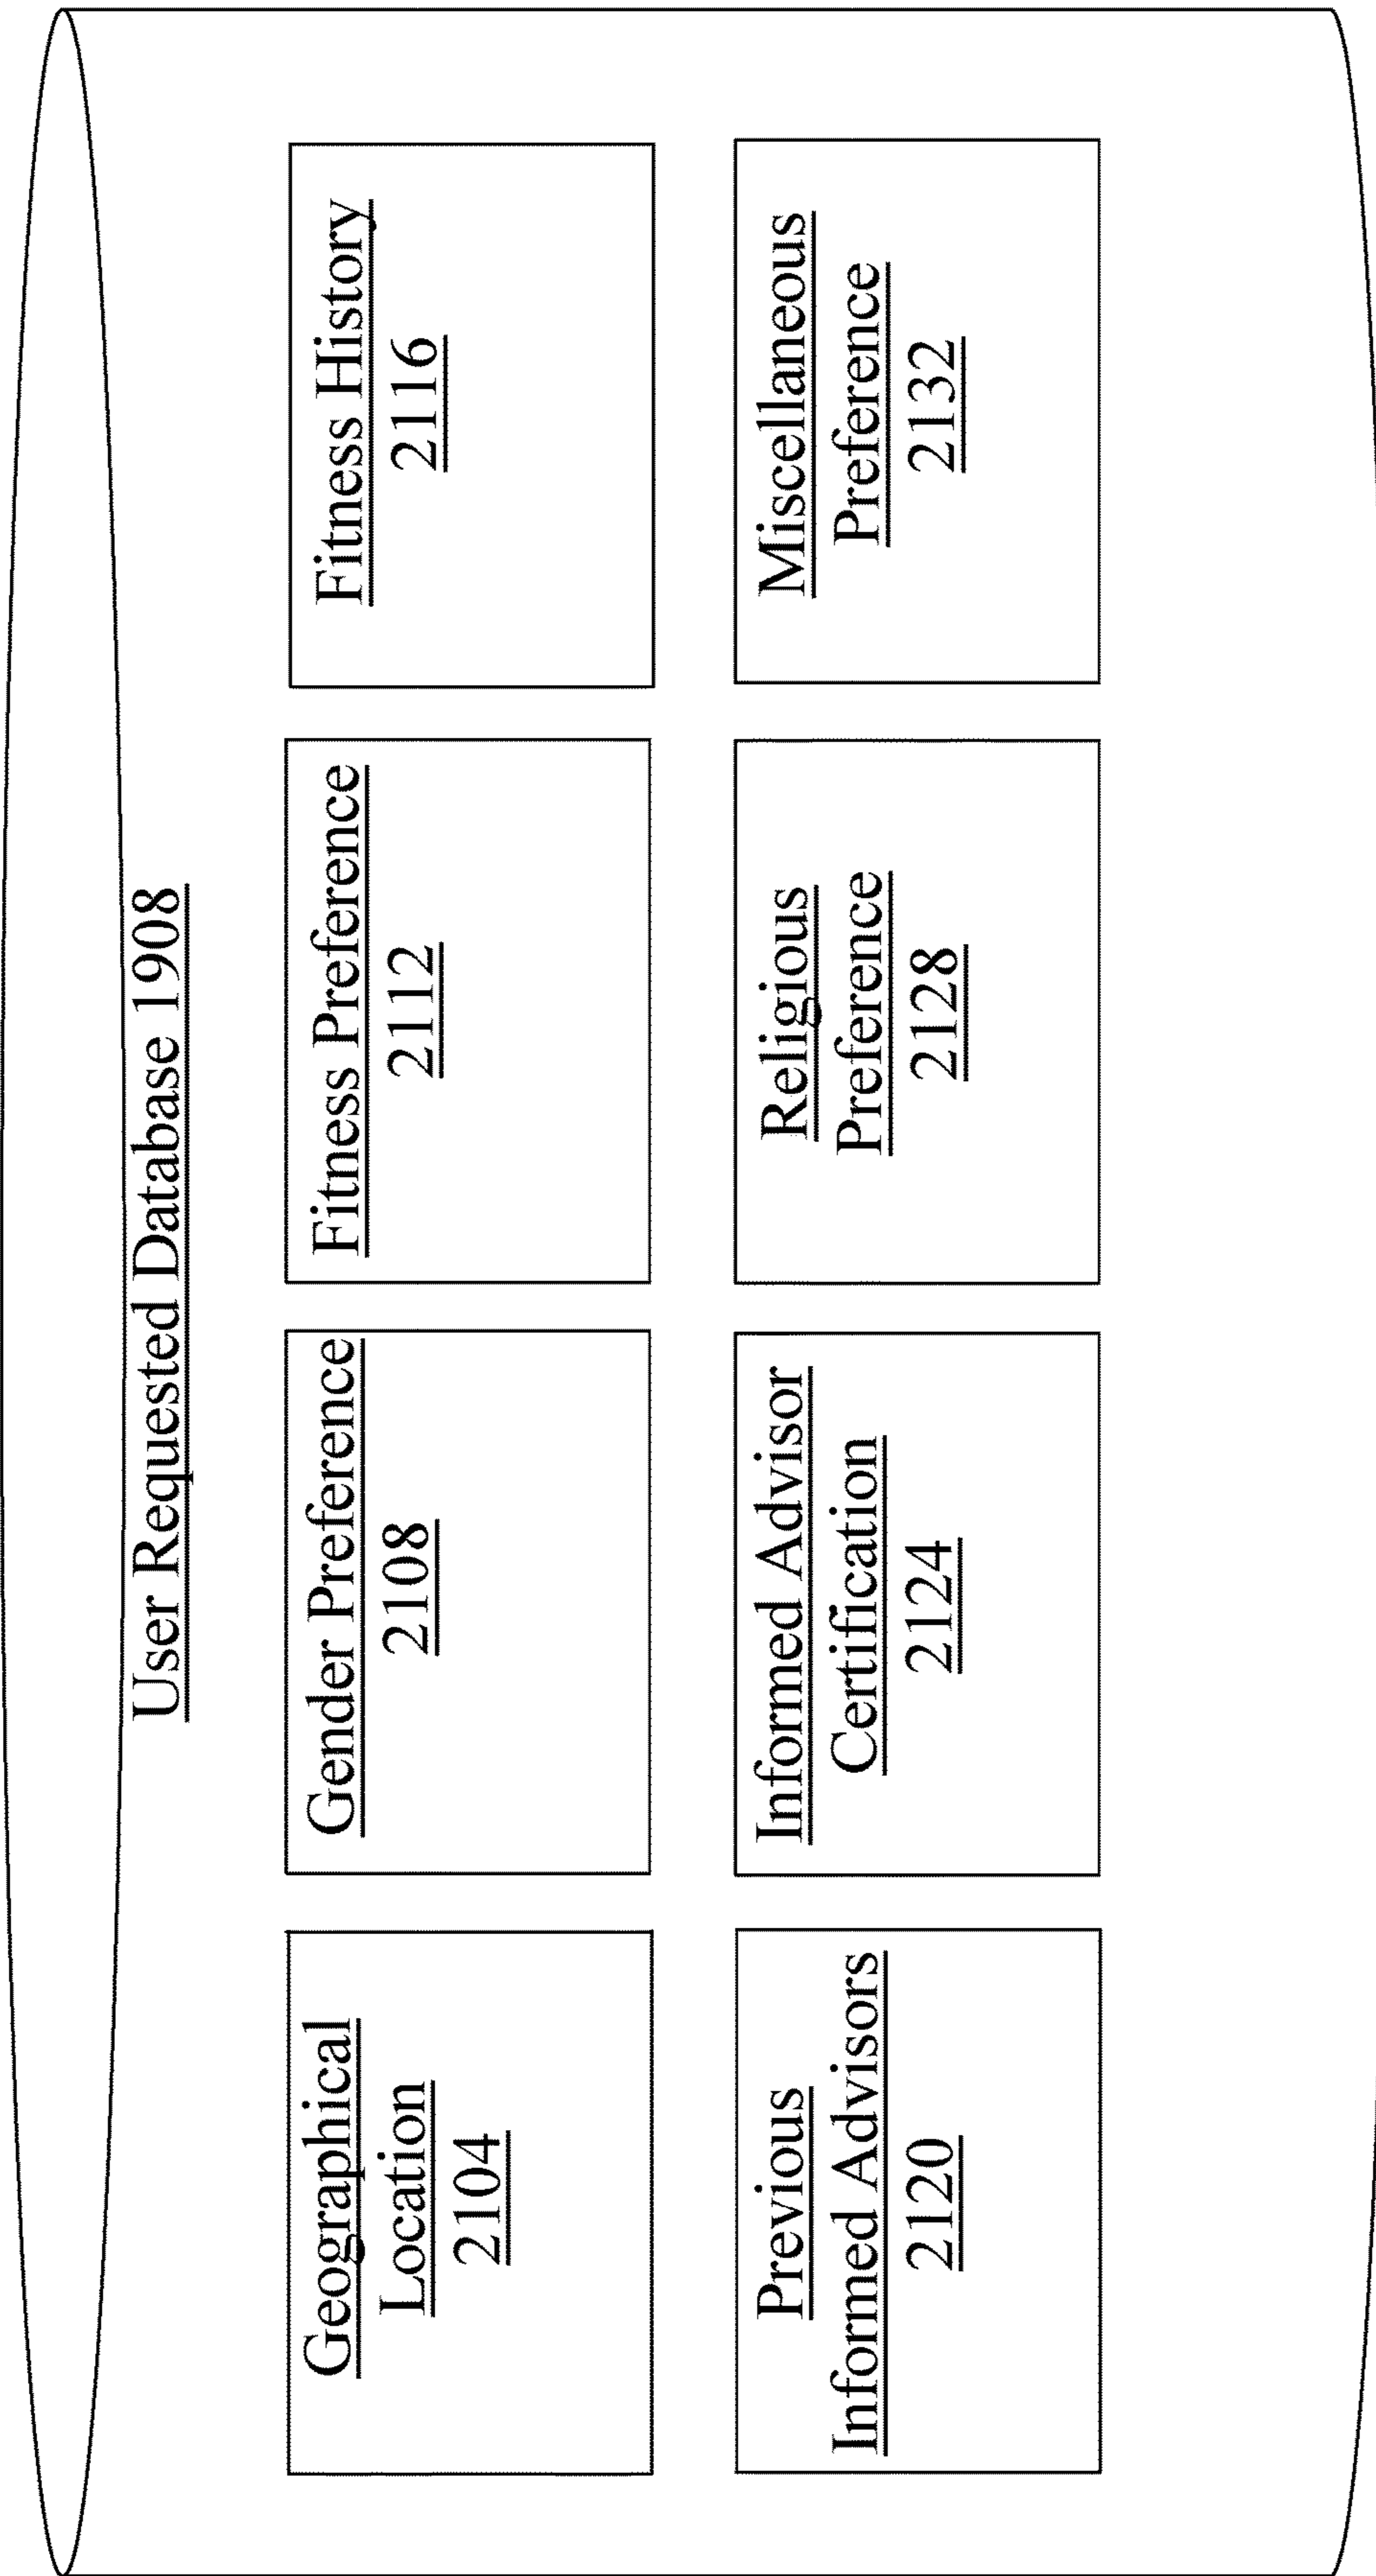 User Requested Database 1908
Geographical
Location
2104
Gender Preference
2108
Fitness Preference
2112
Fitness History
2116
Previous
Informed Advisors
2120
Informed Advisor
Certification
2124
Religious
Preference
2128
Miscellaneous
Preference
2132